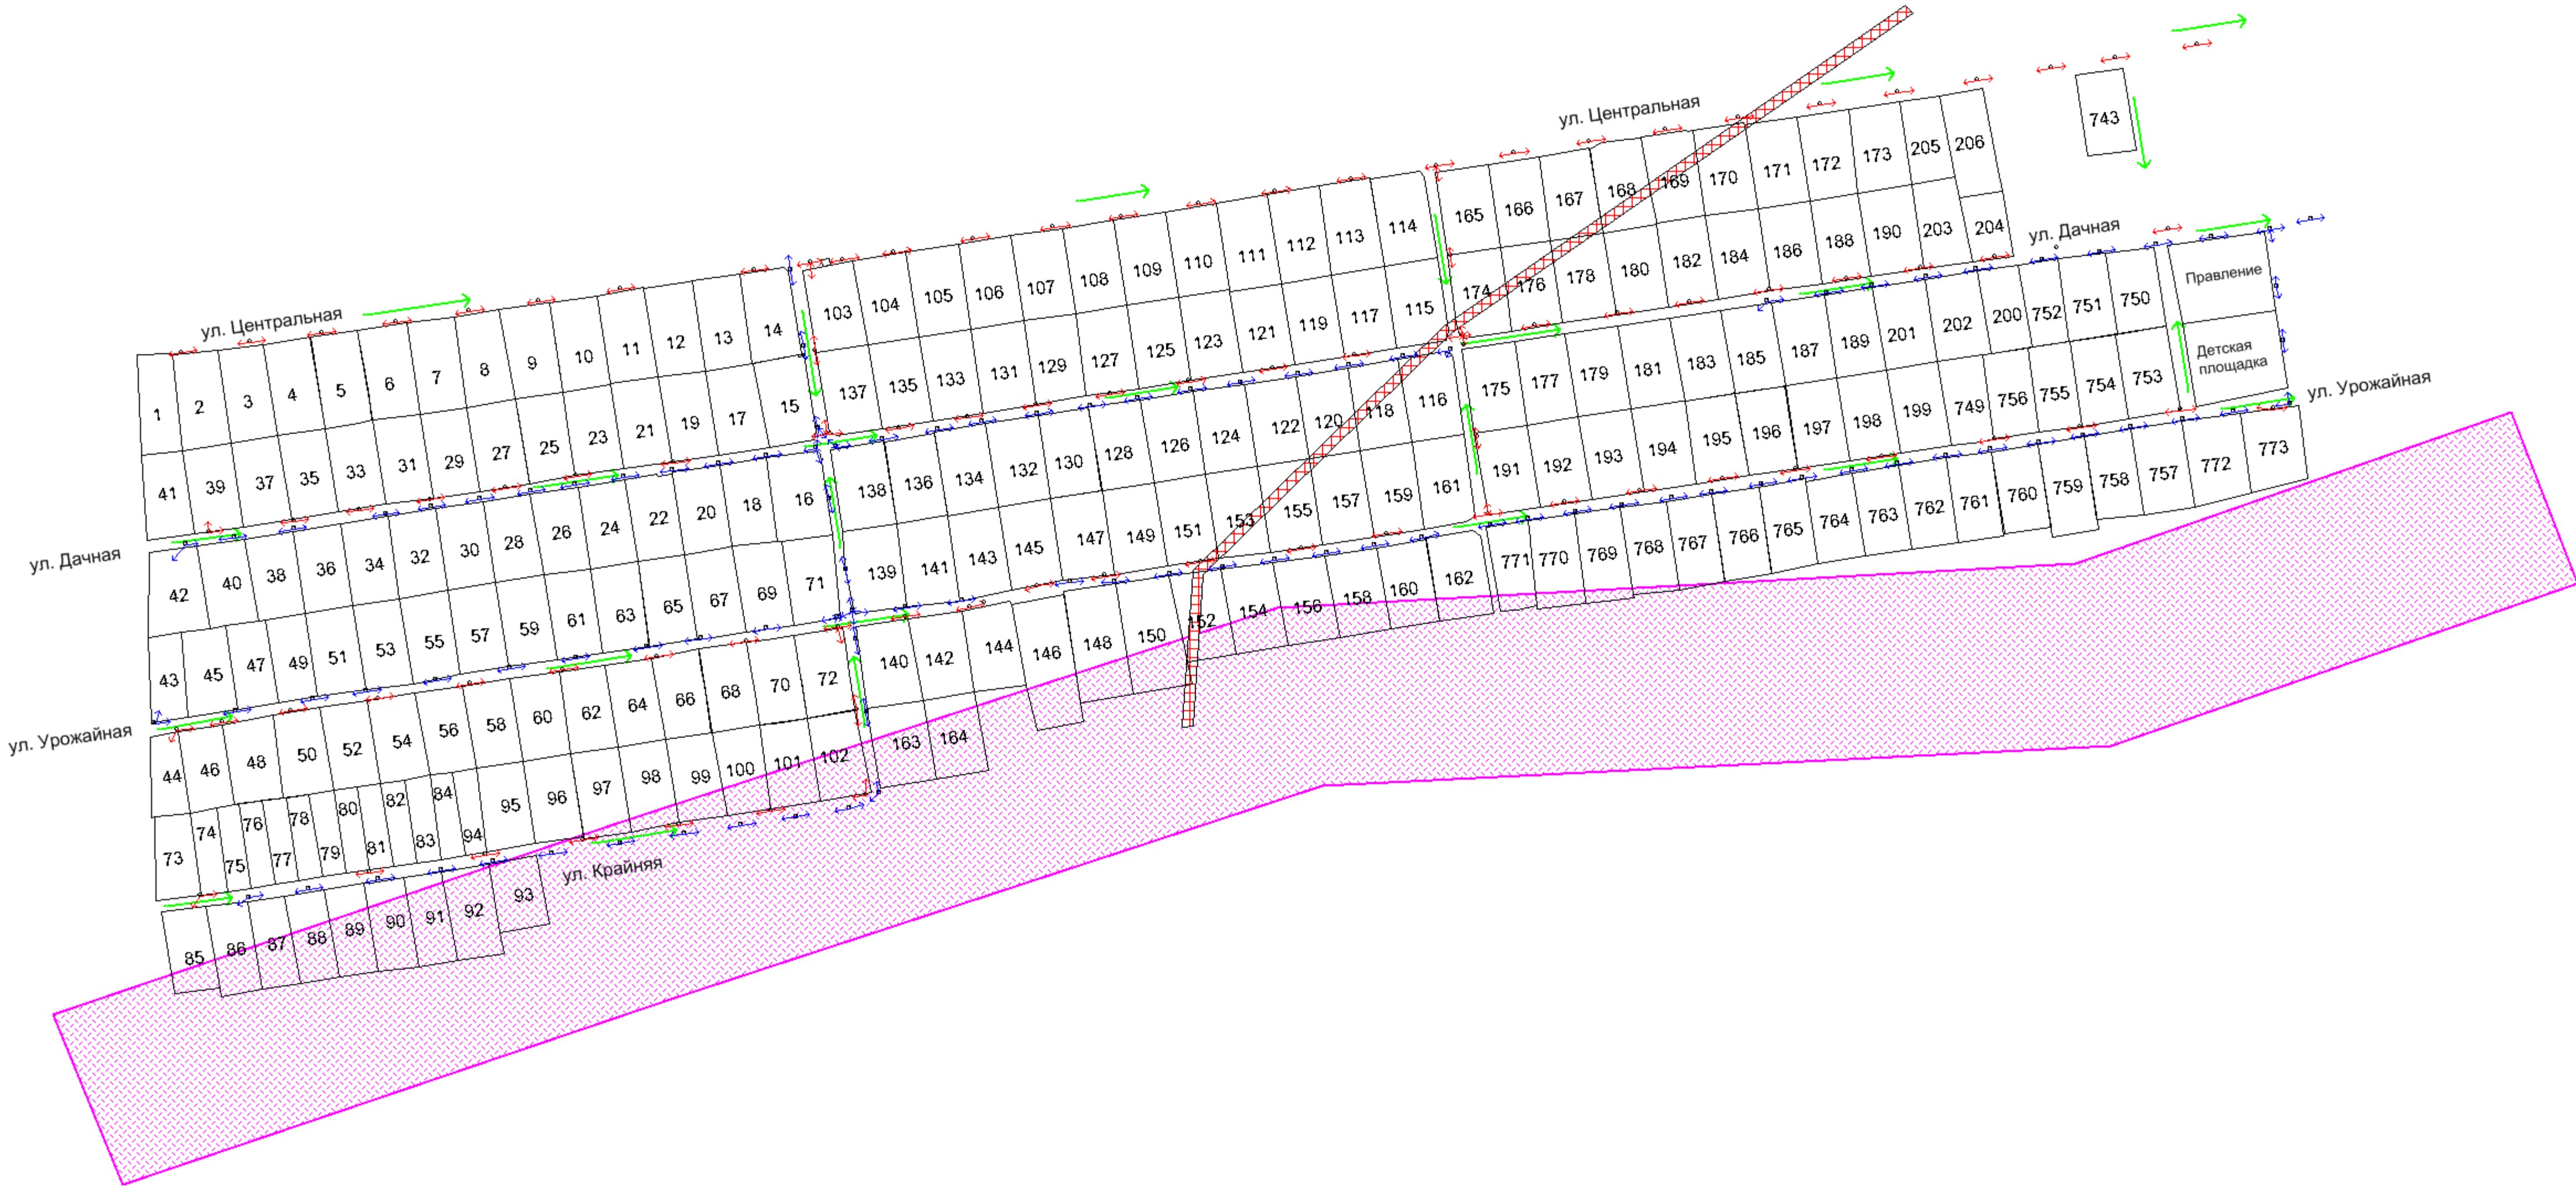 ул. Центральная
743
165 166 167 168 169 170 171 172 173 205 206
ул. Центральная
103 104 105 106 107 108 109 110 111 112 113 114
174 176 178 180 182 184 186 188 190 203 204
ул. Дачная
1 2 3 4 5 6 7 8 9 10 11 12 13 14
137 135 133 131 129 127 125 123 121 119 117 115
175 177 179 181 183 185 187 189 201 202 200 752 751 750
Правление
41 39 37 35 33 31 29 27 25 23 21 19 17 15
138 136 134 132 130 128 126 124 122 120 118 116
191 192 193 194 195 196 197 198 199 749 756 755 754 753
Детская
площадка
ул. Урожайная
ул. Дачная
42 40 38 36 34 32 30 28 26 24 22 20 18 16
139 141 143 145 147 149 151 153 155 157 159 161
771 770 769 768 767 766 765 764 763 762 761 760 759 758 757 772 773
43 45 47 49 51 53 55 57 59 61 63 65 67 69 71
140 142 144 146 148 150 152 154 156 158 160 162
ул. Урожайная
44 46 48 50 52 54 56 58 60 62 64 66 68 70 72
163 164
73 74 75 76 77 78 79 80 81 82 83 84 94 95 96 97 98 99 100 101 102
ул. Крайняя
85 86 87 88 89 90 91 92 93